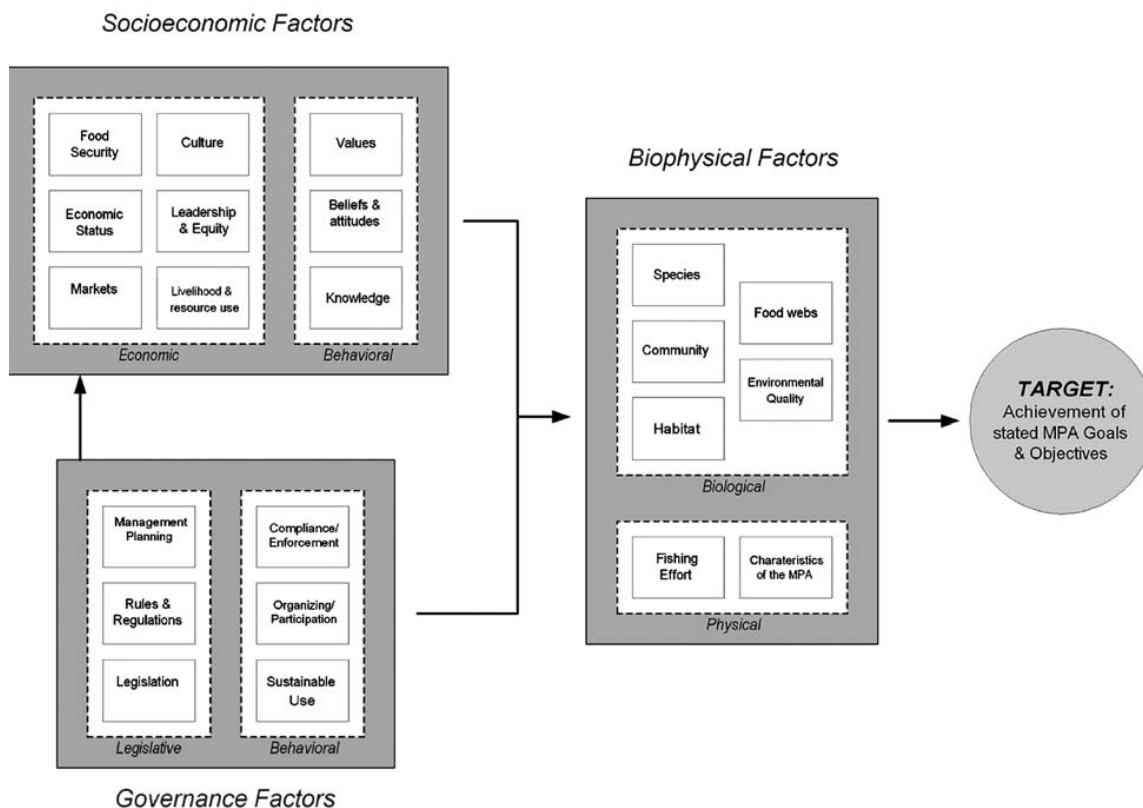 Socioeconomic Factors
Food
Security
Culture
Economic
Status
Leadership
& Equity
Markets
Livelihood &
resource use
Economic
Values
Beliefs &
attitudes
Knowledge
Behavioral
Management
Planning
Rules &
Regulations
Legislation
Legislative
Compliance/
Enforcement
Organizing/
Participation
Sustainable
Use
Behavioral
Governance Factors
Biophysical Factors
Species
Community
Habitat
Food webs
Environmental
Quality
Biological
Fishing
Effort
Charateristics
of the MPA
Physical
TARGET:
Achievement of
stated MPA Goals
& Objectives